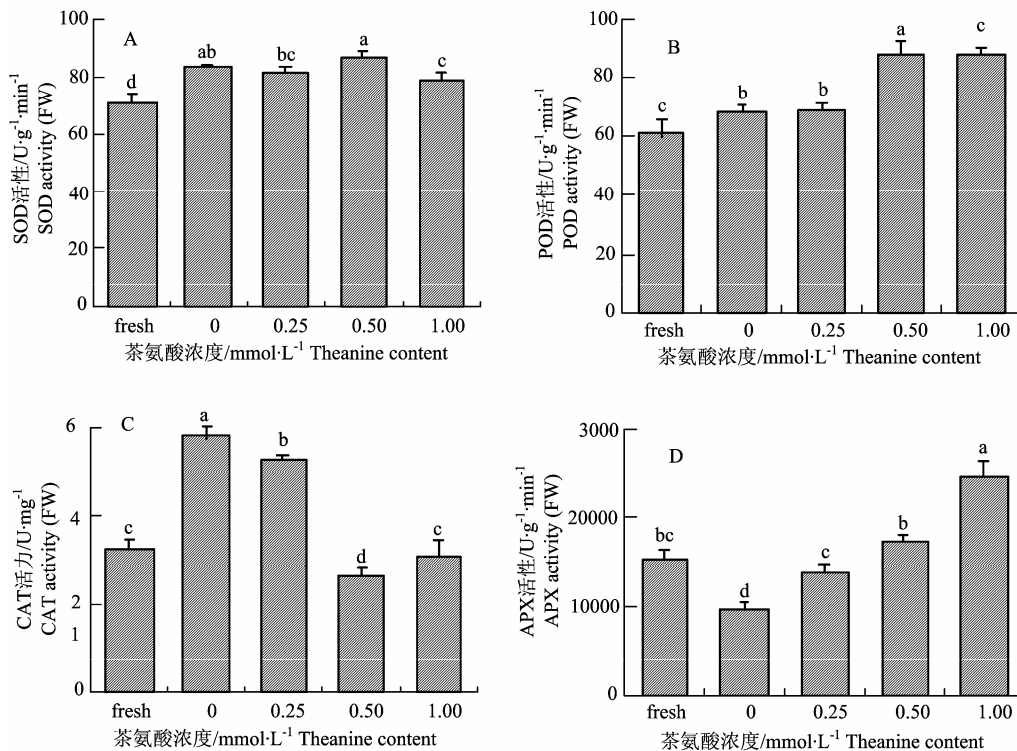 A
SOD活性/U·g⁻¹·min⁻¹
SOD activity (FW)
100
80
60
40
20
0
d
ab
bc
a
c
fresh 0 0.25 0.50 1.00
茶氨酸浓度/mmol·L⁻¹ Theanine content
B
POD活性/U·g⁻¹·min⁻¹
POD activity (FW)
100
80
60
40
20
0
c
b
b
a
c
fresh 0 0.25 0.50 1.00
茶氨酸浓度/mmol·L⁻¹ Theanine content
C
CAT活力/U·mg⁻¹
CAT activity (FW)
6
4
2
1
0
c
a
b
d
c
fresh 0 0.25 0.50 1.00
茶氨酸浓度/mmol·L⁻¹ Theanine content
D
APX活性/U·g⁻¹·min⁻¹
APX activity (FW)
3000
20000
10000
0
bc
d
c
b
a
fresh 0 0.25 0.50 1.00
茶氨酸浓度/mmol·L⁻¹ Theanine content